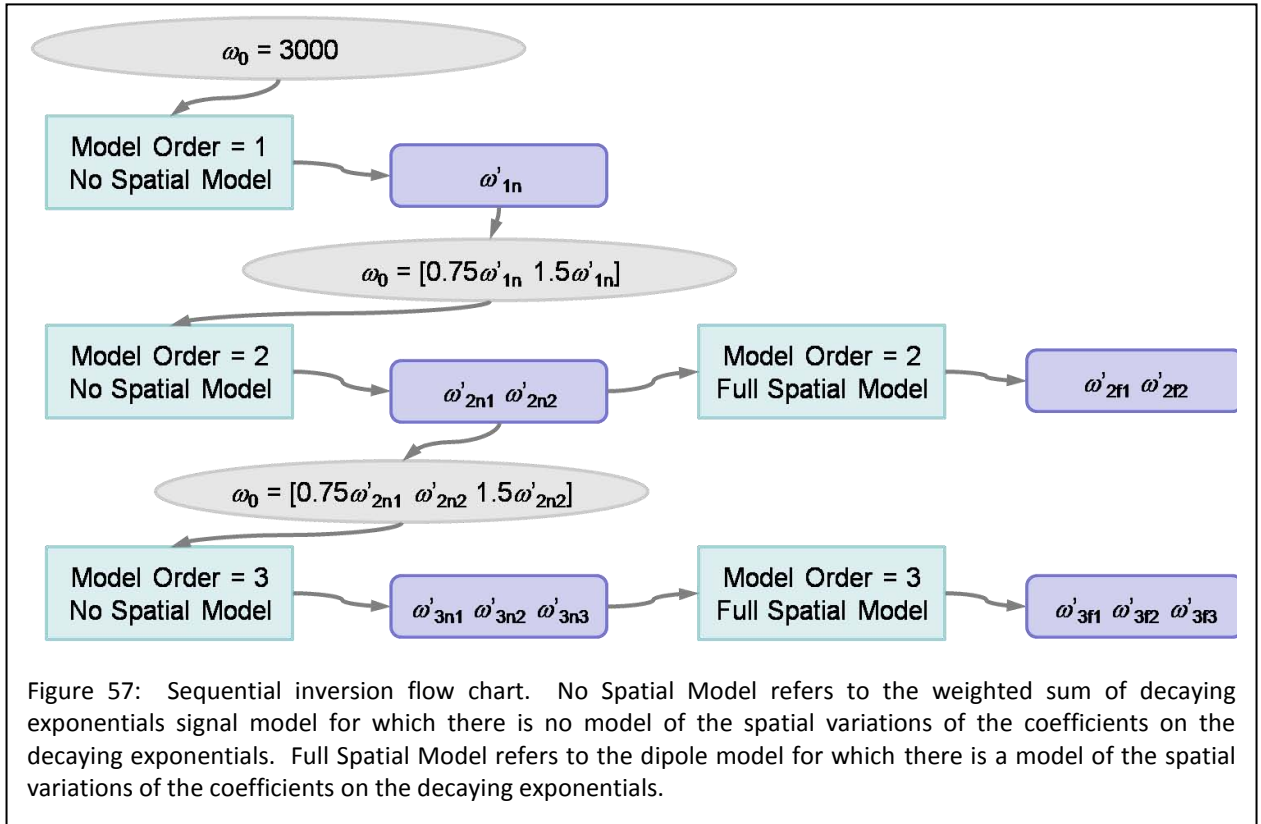 ω0 = 3000
Model Order = 1
No Spatial Model
ω'1n
ω0 = [0.75ω'1n 1.5ω'1n]
Model Order = 2
No Spatial Model
ω'2n1 ω'2n2
Model Order = 2
Full Spatial Model
ω'2f1 ω'2f2
ω0 = [0.75ω'2n1 ω'2n2 1.5ω'2n2]
Model Order = 3
No Spatial Model
ω'3n1 ω'3n2 ω'3n3
Model Order = 3
Full Spatial Model
ω'3f1 ω'3f2 ω'3f3
Figure 57: Sequential inversion flow chart. No Spatial Model refers to the weighted sum of decaying
exponentials signal model for which there is no model of the spatial variations of the coefficients on the
decaying exponentials. Full Spatial Model refers to the dipole model for which there is a model of the spatial
variations of the coefficients on the decaying exponentials.